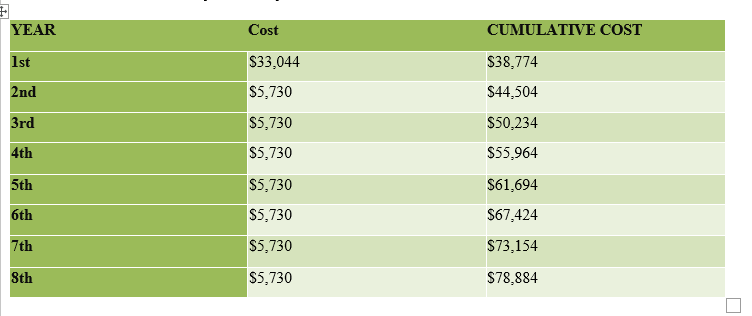 YEAR Cost CUMULATIVE COST
1st $33,044 $38,774
2nd $5,730 $44,504
3rd $5,730 $50,234
4th $5,730 $55,964
5th $5,730 $61,694
6th $5,730 $67,424
7th $5,730 $73,154
8th $5,730 $78,884